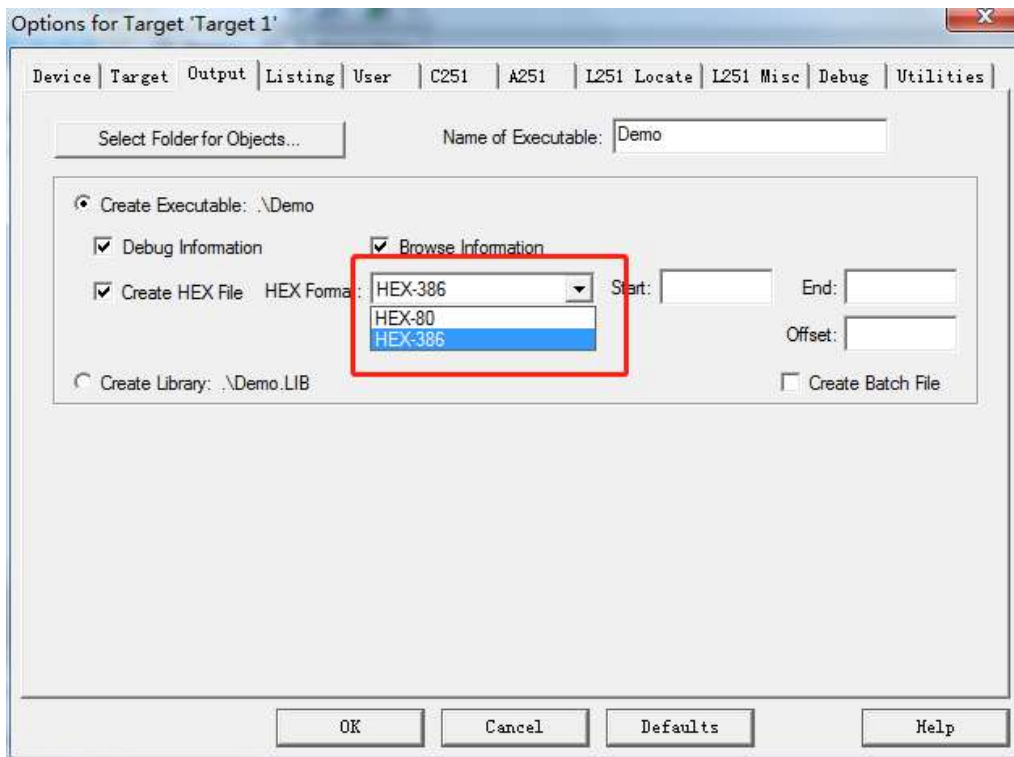 Options for Target 'Target 1'
Device Target Output Listing User C251 A251 L251 Locate L251 Misc Debug Utilities
Select Folder for Objects... Name of Executable: Demo
Create Executable: .\Demo
Debug Information Browse Information
Create HEX File HEX Format: HEX-386 Start: End:
HEX-80
HEX-386 Offset:
Create Library: .\Demo.LIB Create Batch File
OK Cancel Defaults Help